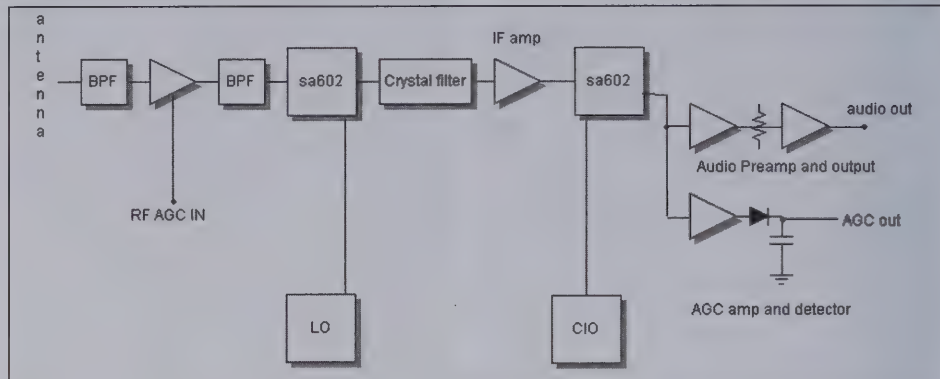 antenna
BPF
BPF
sa602
Crystal filter
IF amp
sa602
audio out
Audio Preamp and output
RF AGC IN
AGC out
AGC amp and detector
LO
CIO